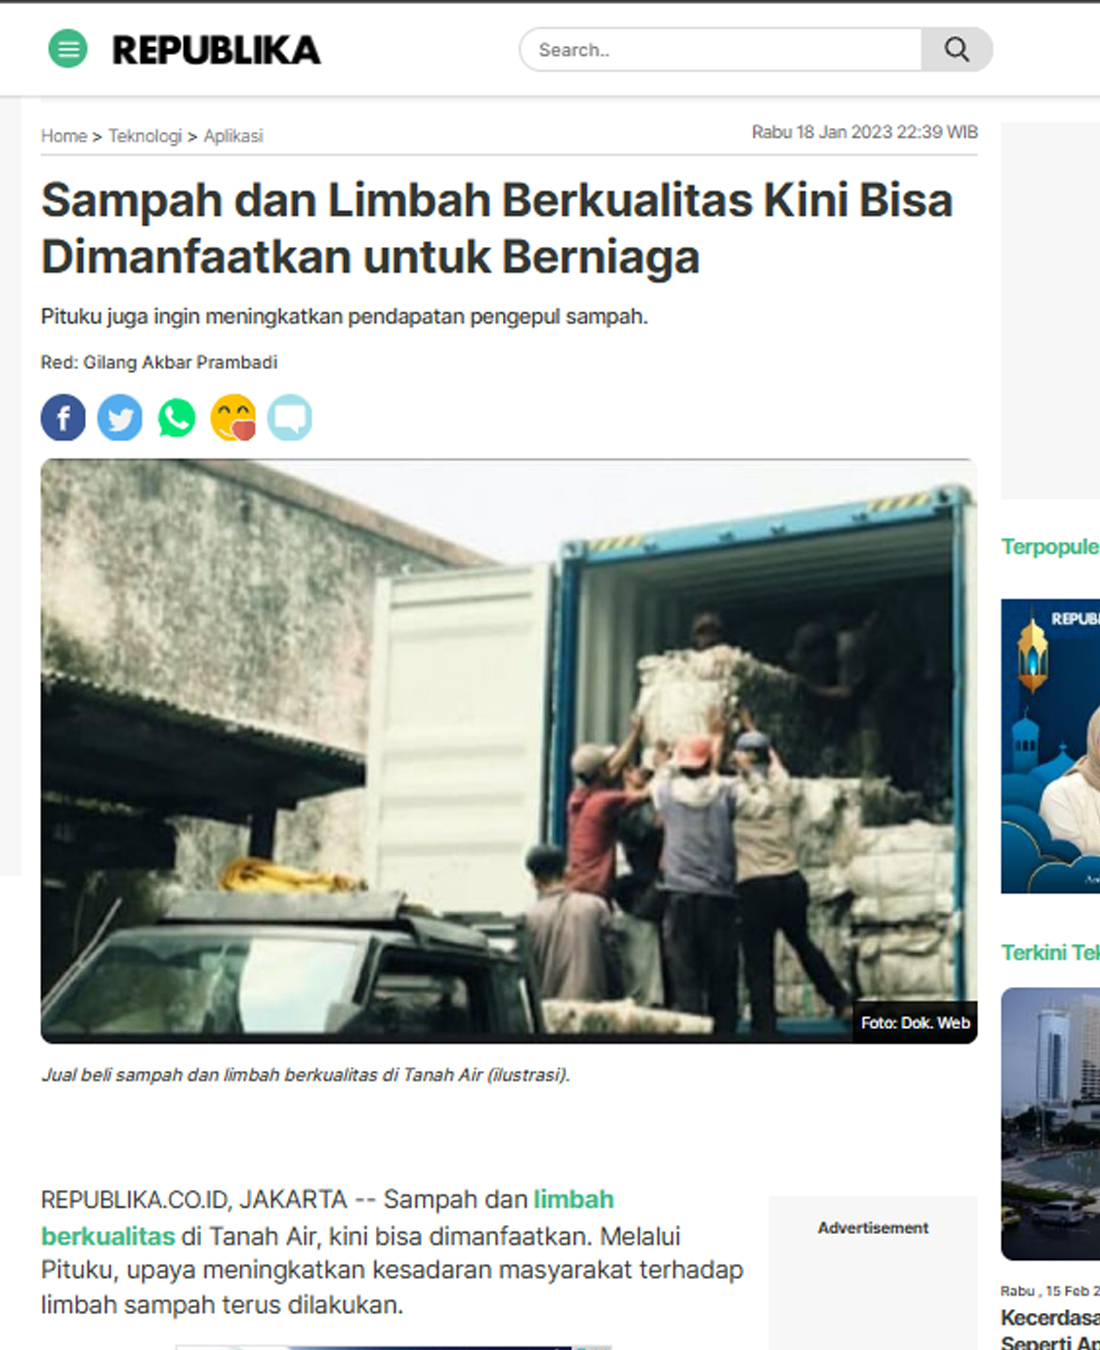 REPUBLIKA
Search..
Home > Teknologi > Aplikasi
Rabu 18 Jan 2023 22:39 WIB
Sampah dan Limbah Berkualitas Kini Bisa
Dimanfaatkan untuk Berniaga
Pituku juga ingin meningkatkan pendapatan pengepul sampah.
Red: Gilang Akbar Prambadi
Foto: Dok. Web
Jual beli sampah dan limbah berkualitas di Tanah Air (ilustrasi).
REPUBLIKA.CO.ID, JAKARTA -- Sampah dan limbah
berkualitas di Tanah Air, kini bisa dimanfaatkan. Melalui
Pituku, upaya meningkatkan kesadaran masyarakat terhadap
limbah sampah terus dilakukan.
Advertisement
Terpopule
REPUB
Terkini Tek
Rabu , 15 Feb 2
Kecerdasa
Seperti Ap